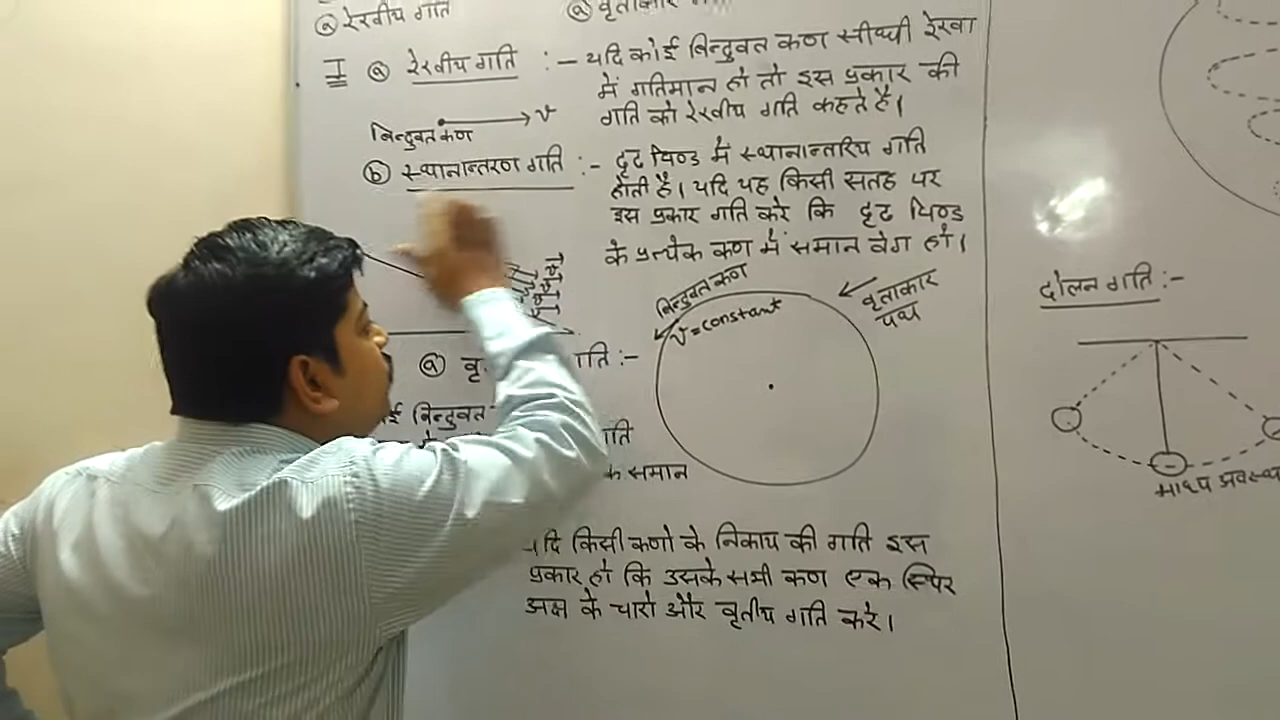 @ रेखीय गति
@ वृताकार
I @ रेखीय गति :- यदि कोई बिन्दुवत कण सीधी रेखा
में गतिमान हो तो इस प्रकार की
गति को रेखीय गति कहते है।
v
बिन्दुवत कण
ⓑ स्थानान्तरण गति :- दृढ पिण्ड में स्थानान्तरिय गति
होती है। यदि यह किसी सतह पर
इस प्रकार गति करे कि दृढ पिण्ड
के प्रत्येक कण में समान वेग हो।
बिन्दुवत कण
v = constant
वृताकार
पथ
@ वृ गति :-
ई बिन्दुवत
गति
के समान
यदि किसी कणो के निकाय की गति इस
प्रकार हो कि उसके सभी कण एक स्थिर
अक्ष के चारो और वृतीय गति करे।
दोलन गति :-
माध्य अवस्था